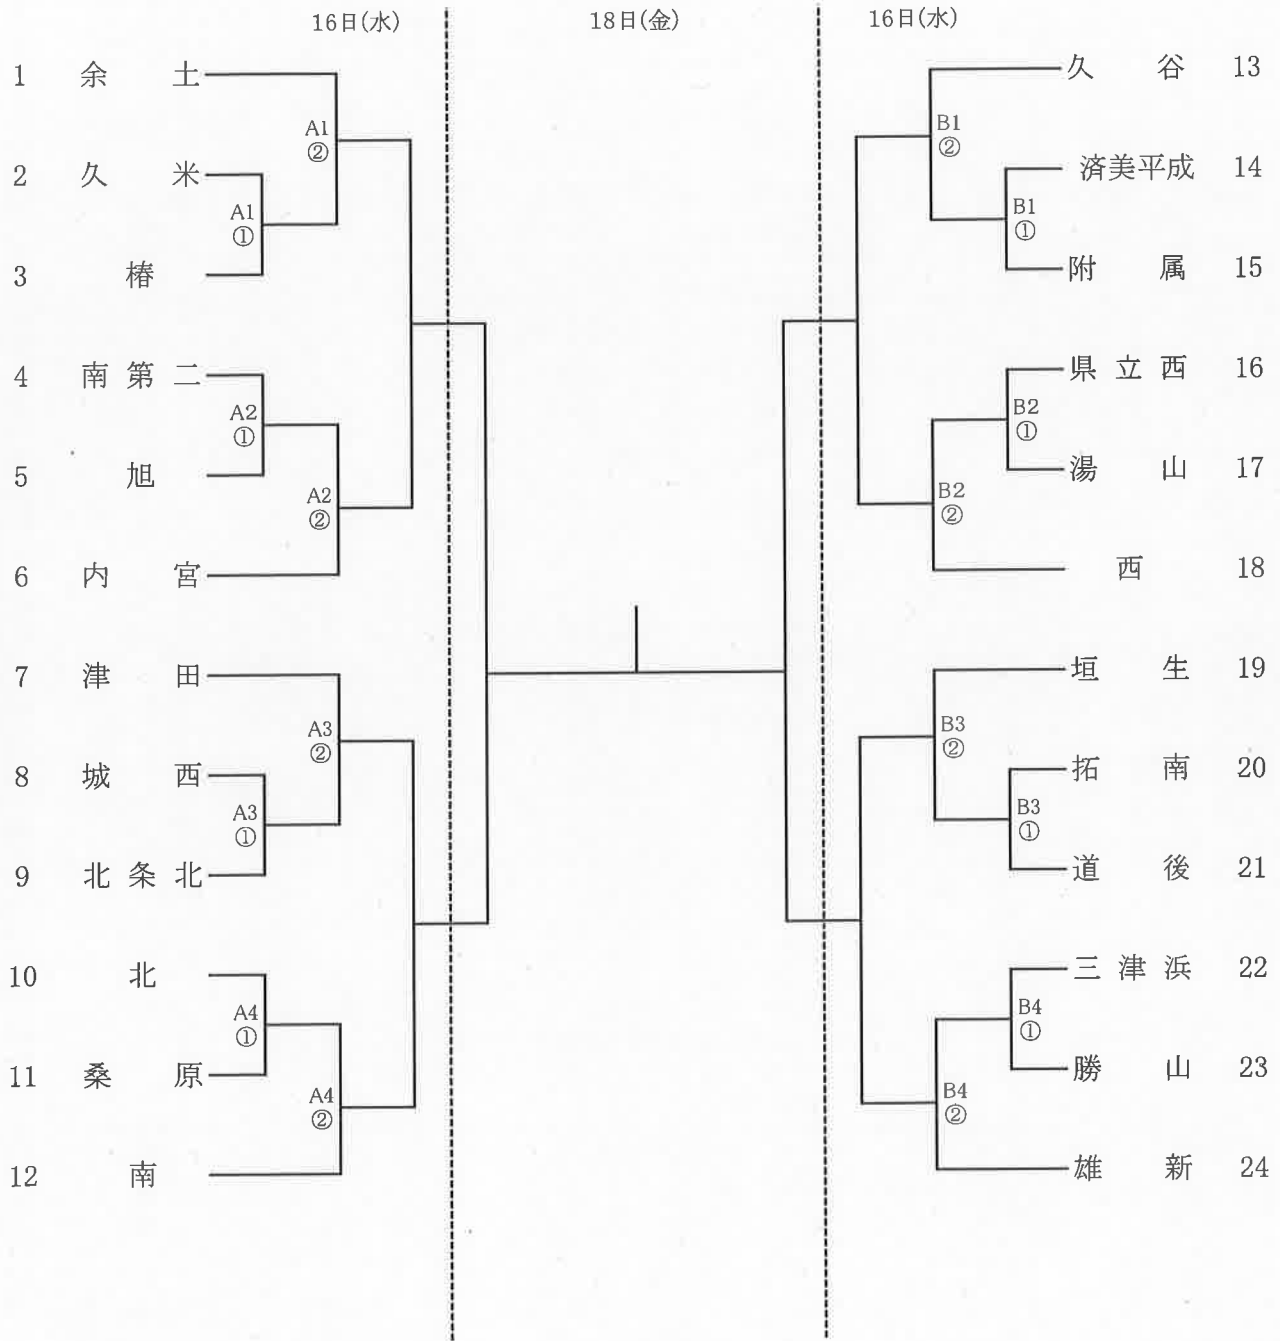 16日(水)
18日(金)
16日(水)
1 余土
2 久米
3 椿
4 南第二
5 旭
6 内宮
7 津田
8 城西
9 北条北
10 北
11 桑原
12 南
A1
②
A1
①
A2
①
A2
②
A3
②
A3
①
A4
①
A4
②
B1
②
B1
①
B2
①
B2
②
B3
②
B3
①
B4
①
B4
②
久谷 13
済美平成 14
附属 15
県立西 16
湯山 17
西 18
垣生 19
拓南 20
道後 21
三津浜 22
勝山 23
雄新 24